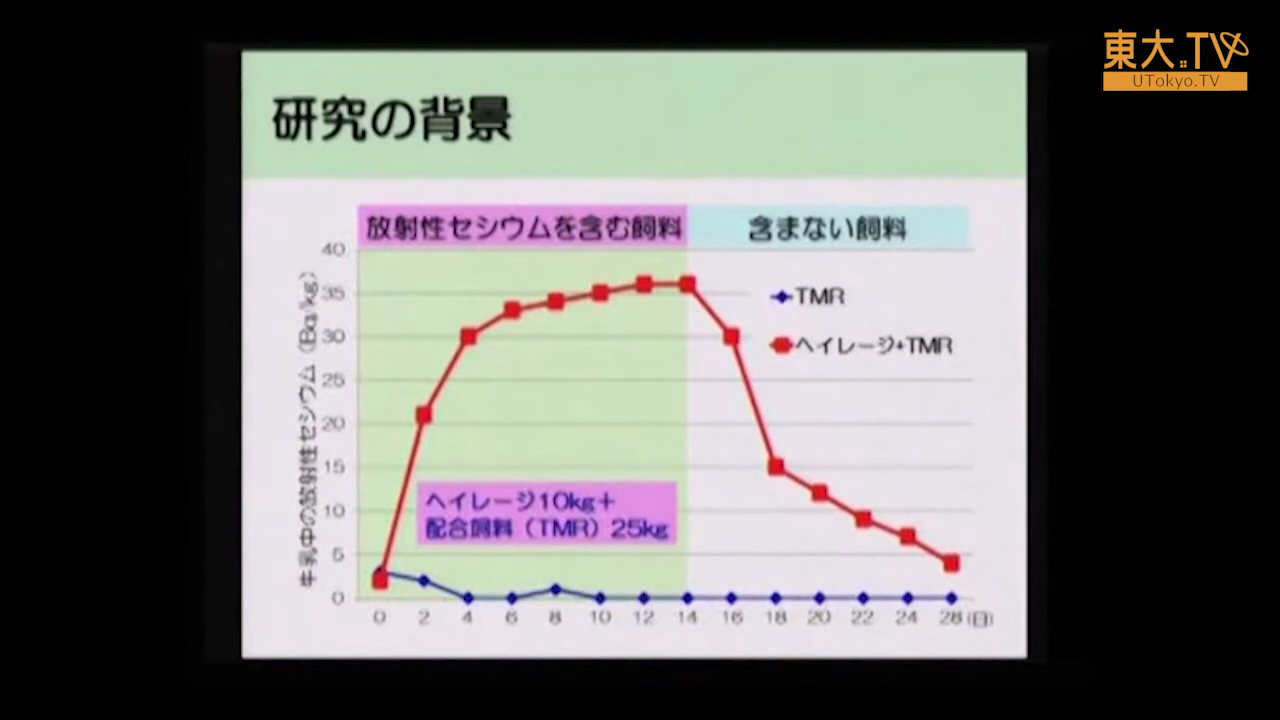 東大.TV
UTokyo.TV
研究の背景
放射性セシウムを含む飼料
含まない飼料
牛乳中の放射性セシウム（Bq/kg）
40
35
30
25
20
15
10
5
0
TMR
ヘイレージ+TMR
ヘイレージ10kg＋
配合飼料（TMR）25kg
0 2 4 6 8 10 12 14 16 18 20 22 24 28 (日)